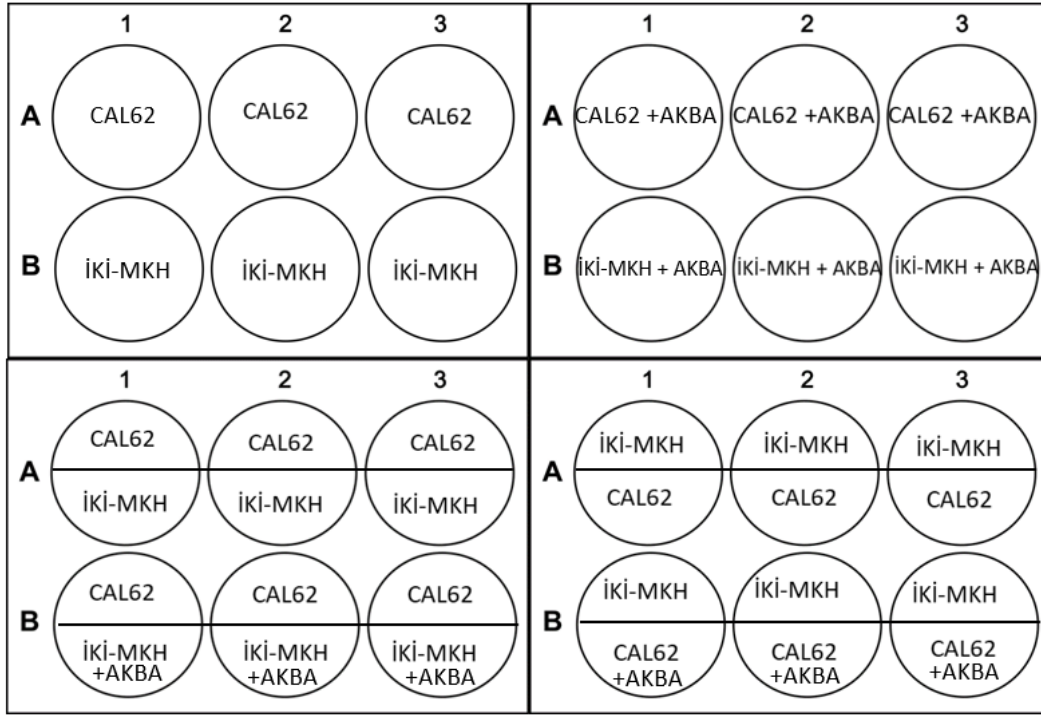 1 2 3
A CAL62 CAL62 CAL62
B İKİ-MKH İKİ-MKH İKİ-MKH
1 2 3
A CAL62 +AKBA CAL62 +AKBA CAL62 +AKBA
B İKİ-MKH + AKBA İKİ-MKH + AKBA İKİ-MKH + AKBA
1 2 3
CAL62 CAL62 CAL62
A
İKİ-MKH İKİ-MKH İKİ-MKH
CAL62 CAL62 CAL62
B
İKİ-MKH İKİ-MKH İKİ-MKH
+AKBA +AKBA +AKBA
1 2 3
İKİ-MKH İKİ-MKH İKİ-MKH
A
CAL62 CAL62 CAL62
İKİ-MKH İKİ-MKH İKİ-MKH
B
CAL62 CAL62 CAL62
+AKBA +AKBA +AKBA